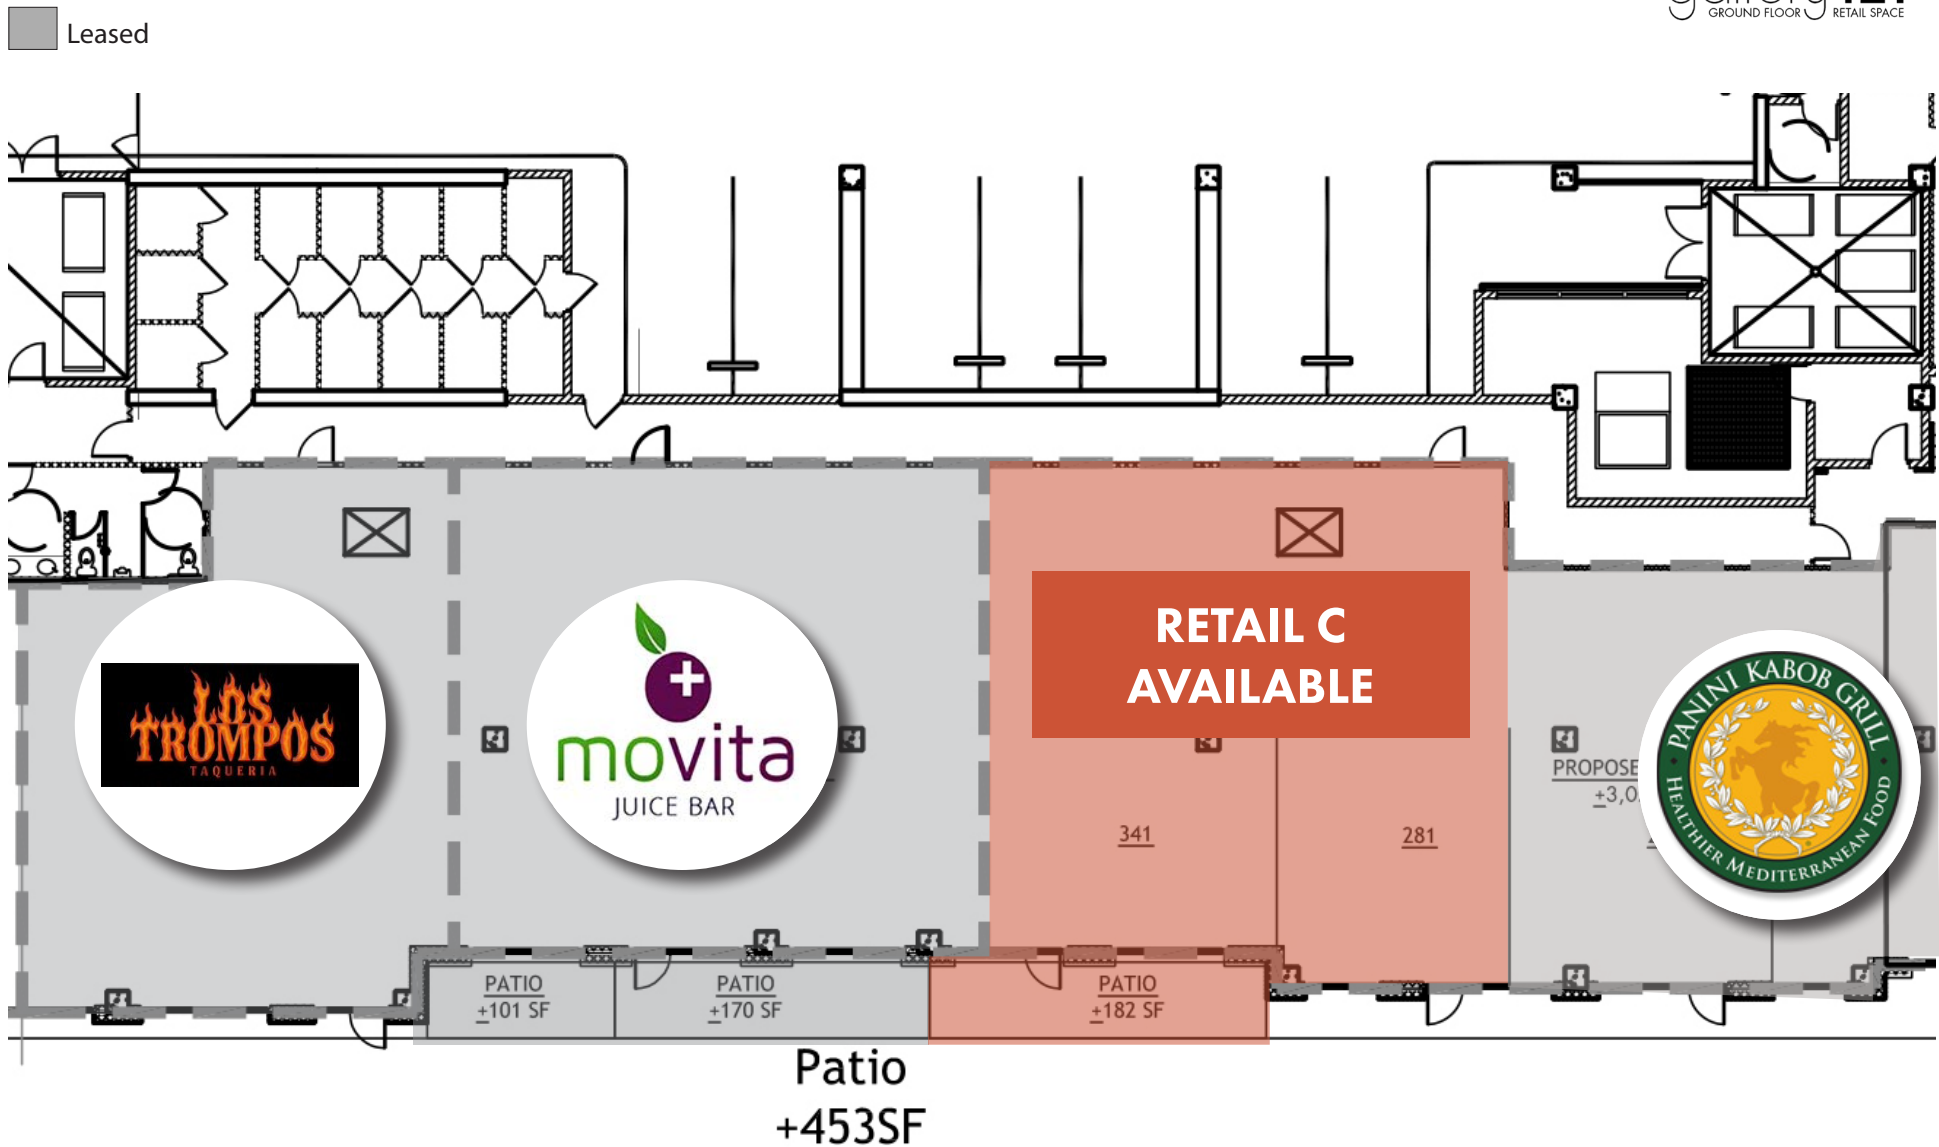 GROUND FLOOR RETAIL SPACE
Leased
RETAIL C
AVAILABLE
LOS
TROMPOS
TAQUERIA
movita
JUICE BAR
PANINI KABOB GRILL
HEALTHIER MEDITERRANEAN FOOD
341
281
PATIO
+101 SF
PATIO
+170 SF
PATIO
+182 SF
Patio
+453SF